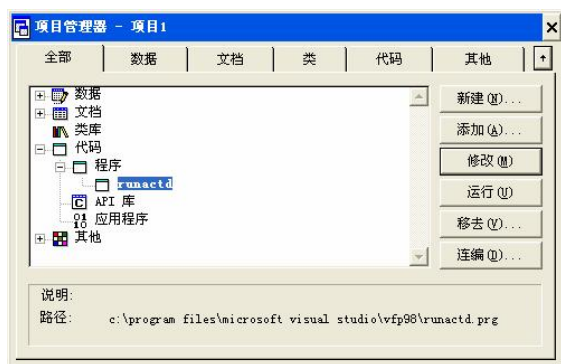 项目管理器 - 项目1
全部 数据 文档 类 代码 其他
数据
文档
类库
代码
程序
runactd
API 库
应用程序
其他
新建(N)...
添加(A)...
修改(M)
运行(U)
移去(V)...
连编(D)...
说明:
路径: c:\program files\microsoft visual studio\vfp98\runactd.prg